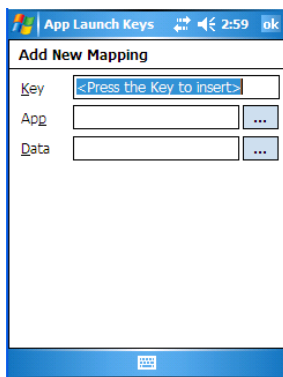 App Launch Keys 2:59 ok
Add New Mapping
Key <Press the Key to insert>
App ...
Data ...